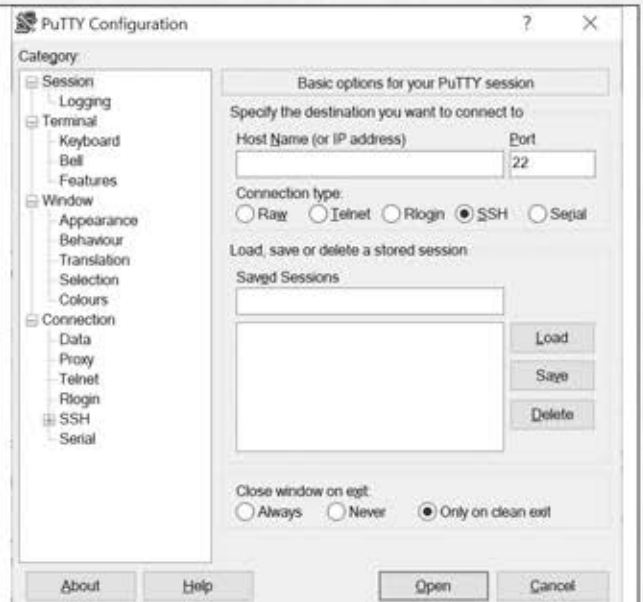 PuTTY Configuration
?
Category:
Session
Logging
Terminal
Keyboard
Bell
Features
Window
Appearance
Behaviour
Translation
Selection
Colours
Connection
Data
Proxy
Telnet
Rlogin
SSH
Serial
Basic options for your PuTTY session
Specify the destination you want to connect to
Host Name (or IP address)
Port
22
Connection type:
Raw
Telnet
Rlogin
SSH
Serial
Load, save or delete a stored session
Saved Sessions
Load
Save
Delete
Close window on exit:
Always
Never
Only on clean exit
About
Help
Open
Cancel